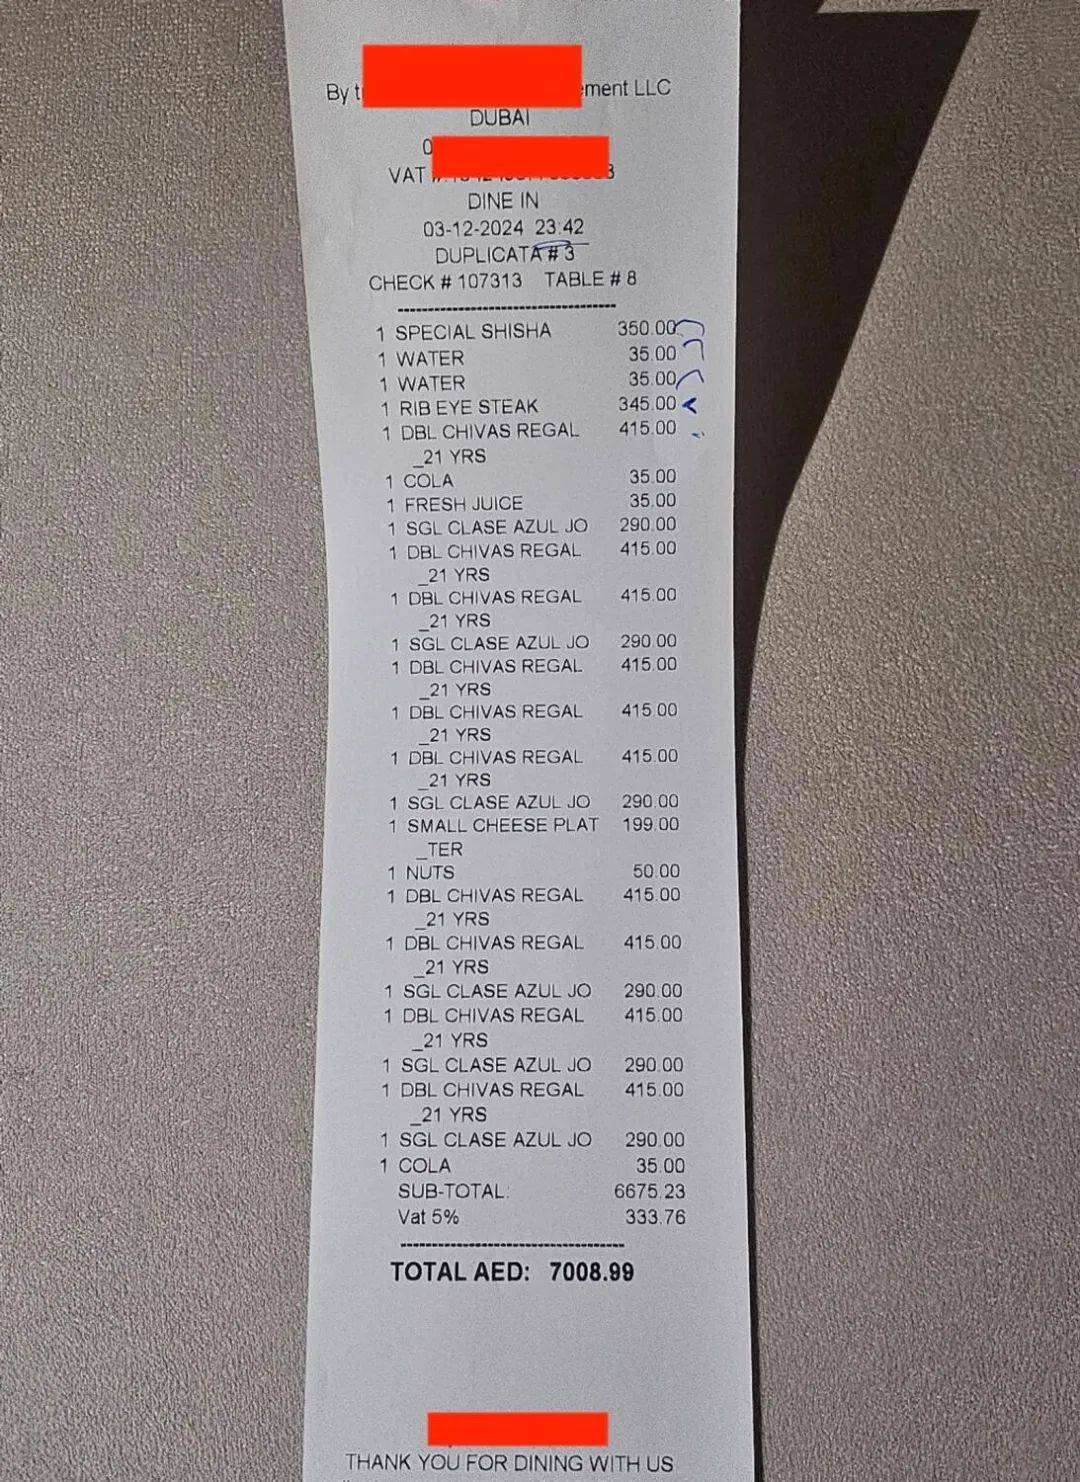 By t ement LLC
DUBAI
0
VAT
DINE IN
03-12-2024 23:42
DUPLICATA # 3
CHECK # 107313 TABLE # 8
1 SPECIAL SHISHA 350.00
1 WATER 35.00
1 WATER 35.00
1 RIB EYE STEAK 345.00
1 DBL CHIVAS REGAL 415.00
_21 YRS
1 COLA 35.00
1 FRESH JUICE 35.00
1 SGL CLASE AZUL JO 290.00
1 DBL CHIVAS REGAL 415.00
_21 YRS
1 DBL CHIVAS REGAL 415.00
_21 YRS
1 SGL CLASE AZUL JO 290.00
1 DBL CHIVAS REGAL 415.00
_21 YRS
1 DBL CHIVAS REGAL 415.00
_21 YRS
1 DBL CHIVAS REGAL 415.00
_21 YRS
1 SGL CLASE AZUL JO 290.00
1 SMALL CHEESE PLAT 199.00
_TER
1 NUTS 50.00
1 DBL CHIVAS REGAL 415.00
_21 YRS
1 DBL CHIVAS REGAL 415.00
_21 YRS
1 SGL CLASE AZUL JO 290.00
1 DBL CHIVAS REGAL 415.00
_21 YRS
1 SGL CLASE AZUL JO 290.00
1 DBL CHIVAS REGAL 415.00
_21 YRS
1 SGL CLASE AZUL JO 290.00
1 COLA 35.00
SUB-TOTAL: 6675.23
Vat 5% 333.76
TOTAL AED: 7008.99
THANK YOU FOR DINING WITH US